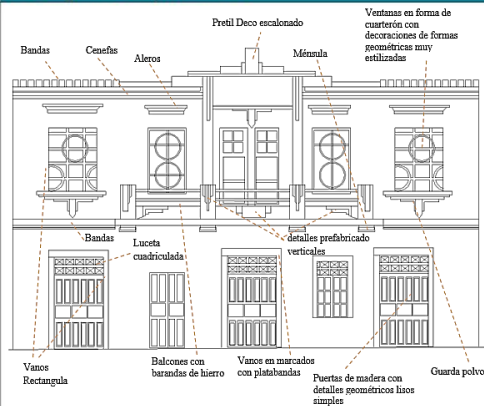 Pretil Deco escalonado
Ventanas en forma de
cuarterón con
decoraciones de formas
geométricas muy
estilizadas
Bandas
Cenefas
Aleros
Ménsula
Bandas
Luceta
cuadriculada
detalles prefabricado
verticales
Vanos
Rectangula
Balcones con
barandas de hierro
Vanos en marcados
con platabandas
Puertas de madera con
detalles geométricos lisos
simples
Guarda polvo